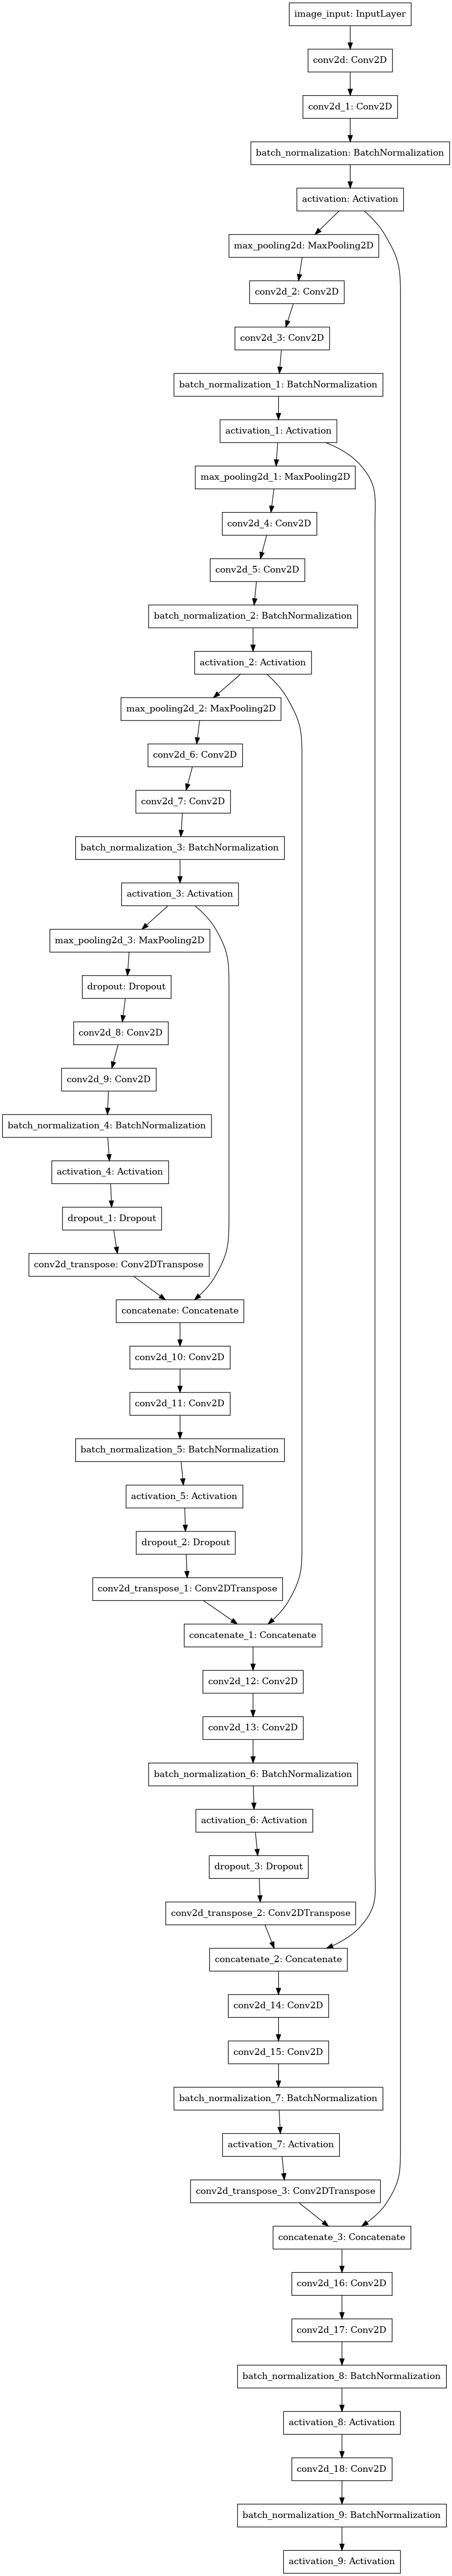 image_input: InputLayer
conv2d: Conv2D
conv2d_1: Conv2D
batch_normalization: BatchNormalization
activation: Activation
max_pooling2d: MaxPooling2D
conv2d_2: Conv2D
conv2d_3: Conv2D
batch_normalization_1: BatchNormalization
activation_1: Activation
max_pooling2d_1: MaxPooling2D
conv2d_4: Conv2D
conv2d_5: Conv2D
batch_normalization_2: BatchNormalization
activation_2: Activation
max_pooling2d_2: MaxPooling2D
conv2d_6: Conv2D
conv2d_7: Conv2D
batch_normalization_3: BatchNormalization
activation_3: Activation
max_pooling2d_3: MaxPooling2D
dropout: Dropout
conv2d_8: Conv2D
conv2d_9: Conv2D
batch_normalization_4: BatchNormalization
activation_4: Activation
dropout_1: Dropout
conv2d_transpose: Conv2DTranspose
concatenate: Concatenate
conv2d_10: Conv2D
conv2d_11: Conv2D
batch_normalization_5: BatchNormalization
activation_5: Activation
dropout_2: Dropout
conv2d_transpose_1: Conv2DTranspose
concatenate_1: Concatenate
conv2d_12: Conv2D
conv2d_13: Conv2D
batch_normalization_6: BatchNormalization
activation_6: Activation
dropout_3: Dropout
conv2d_transpose_2: Conv2DTranspose
concatenate_2: Concatenate
conv2d_14: Conv2D
conv2d_15: Conv2D
batch_normalization_7: BatchNormalization
activation_7: Activation
conv2d_transpose_3: Conv2DTranspose
concatenate_3: Concatenate
conv2d_16: Conv2D
conv2d_17: Conv2D
batch_normalization_8: BatchNormalization
activation_8: Activation
conv2d_18: Conv2D
batch_normalization_9: BatchNormalization
activation_9: Activation